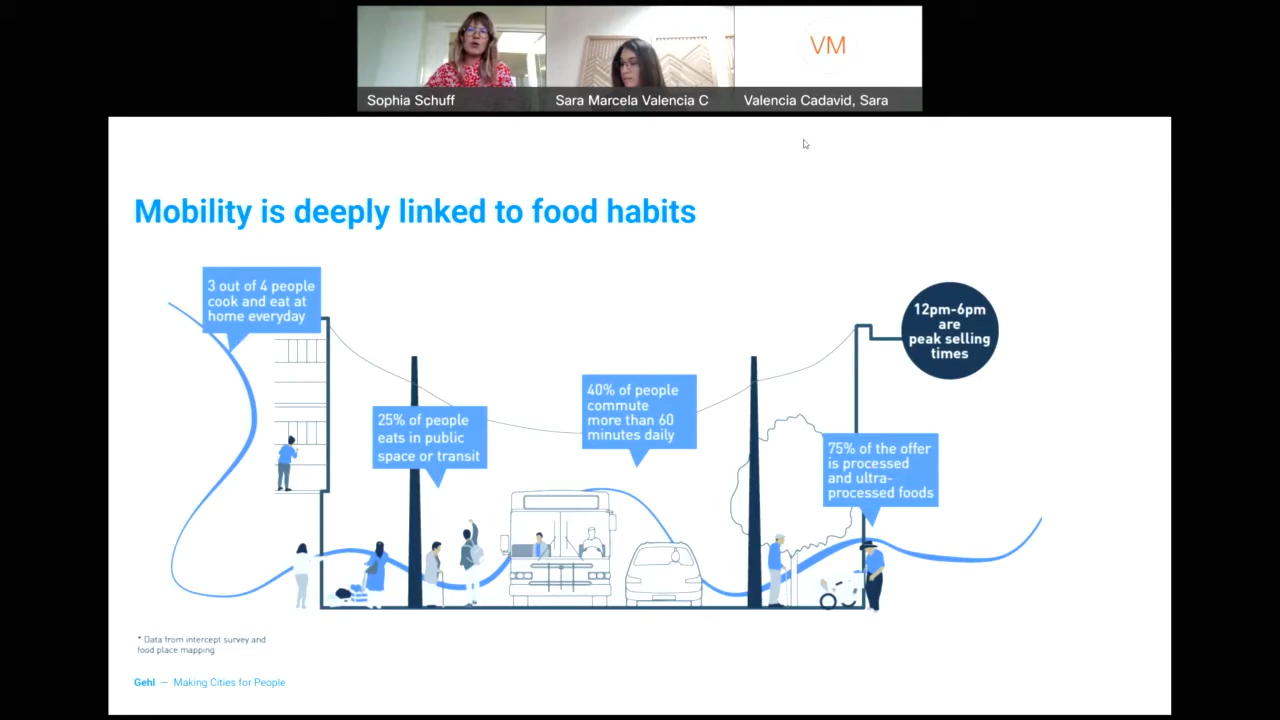 VM
Sophia Schuff
Sara Marcela Valencia C
Valencia Cadavid, Sara
Mobility is deeply linked to food habits
3 out of 4 people
cook and eat at
home everyday
12pm-6pm
are
peak selling
times
40% of people
commute
more than 60
minutes daily
25% of people
eats in public
space or transit
75% of the offer
is processed
and ultra-
processed foods
* Data from intercept survey and
food place mapping
Gehl — Making Cities for People